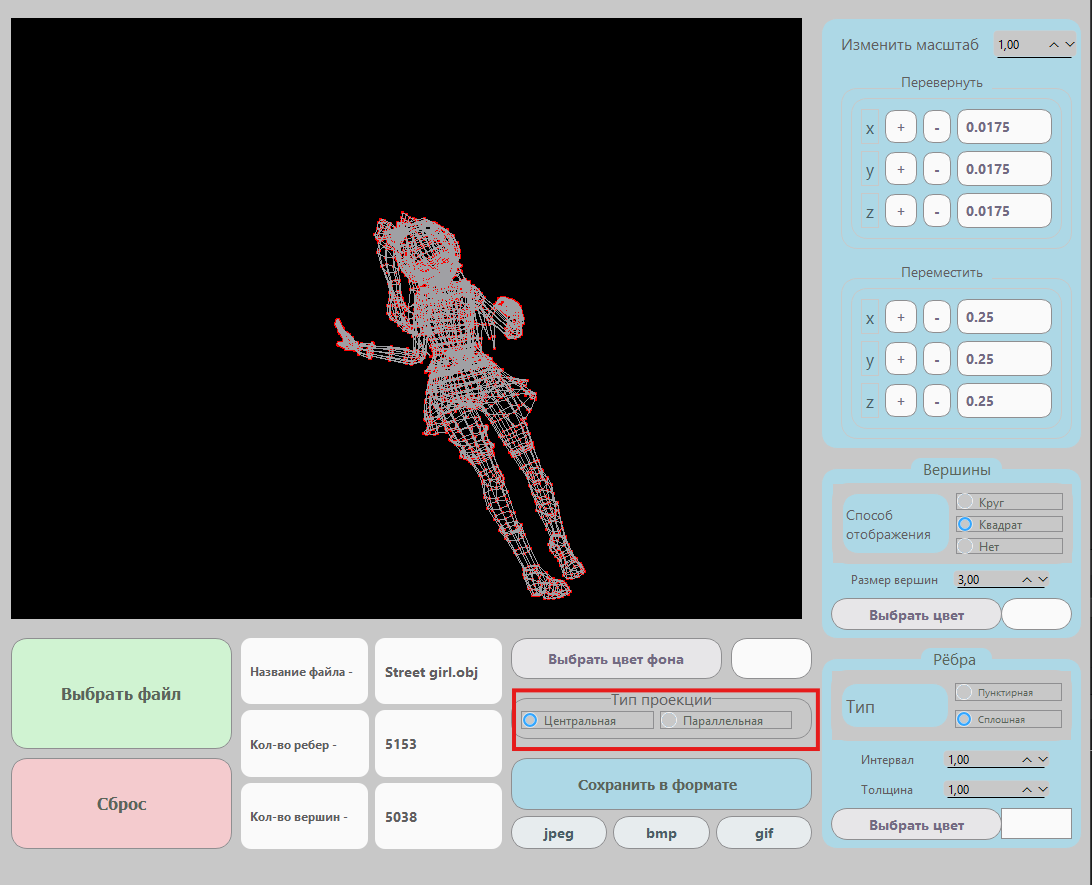 Изменить масштаб 1,00
Перевернуть
x + - 0.0175
y + - 0.0175
z + - 0.0175
Переместить
x + - 0.25
y + - 0.25
z + - 0.25
Вершины
Способ
отображения
Круг
Квадрат
Нет
Размер вершин 3,00
Выбрать цвет
Рёбра
Тип
Пунктирная
Сплошная
Интервал 1,00
Толщина 1,00
Выбрать цвет
Выбрать файл
Сброс
Название файла - Street girl.obj
Кол-во ребер - 5153
Кол-во вершин - 5038
Выбрать цвет фона
Тип проекции
Центральная Параллельная
Сохранить в формате
jpeg bmp gif